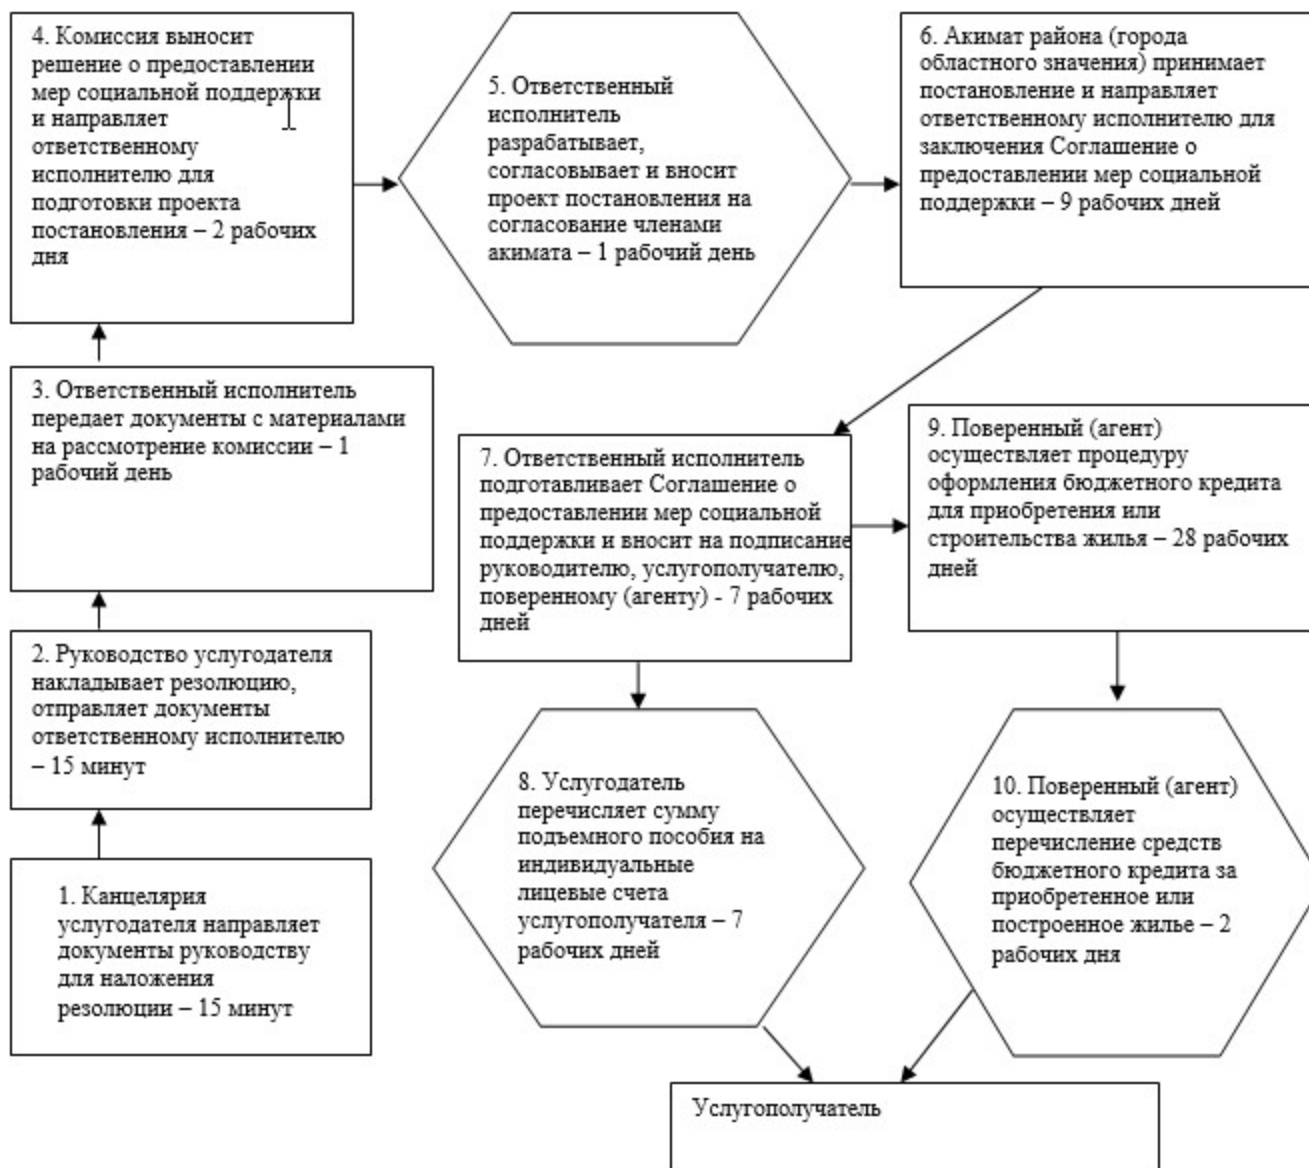 4. Комиссия выносит
решение о предоставлении
мер социальной поддержки
и направляет
ответственному
исполнителю для
подготовки проекта
постановления – 2 рабочих
дня
5. Ответственный
исполнитель
разрабатывает,
согласовывает и вносит
проект постановления на
согласование членами
акимата – 1 рабочий день
6. Акимат района (города
областного значения) принимает
постановление и направляет
ответственному исполнителю для
заключения Соглашение о
предоставлении мер социальной
поддержки – 9 рабочих дней
3. Ответственный исполнитель
передает документы с материалами
на рассмотрение комиссии – 1
рабочий день
7. Ответственный исполнитель
подготавливает Соглашение о
предоставлении мер социальной
поддержки и вносит на подписание
руководителю, услугополучателю,
поверенному (агенту) - 7 рабочих
дней
9. Поверенный (агент)
осуществляет процедуру
оформления бюджетного кредита
для приобретения или
строительства жилья – 28 рабочих
дней
2. Руководство услугодателя
накладывает резолюцию,
отправляет документы
ответственному исполнителю
– 15 минут
8. Услугодатель
перечисляет сумму
подъемного пособия на
индивидуальные
лицевые счета
услугополучателя – 7
рабочих дней
10. Поверенный (агент)
осуществляет
перечисление средств
бюджетного кредита за
приобретенное или
построенное жилье – 2
рабочих дня
1. Канцелярия
услугодателя направляет
документы руководству
для наложения
резолюции – 15 минут
Услугополучатель